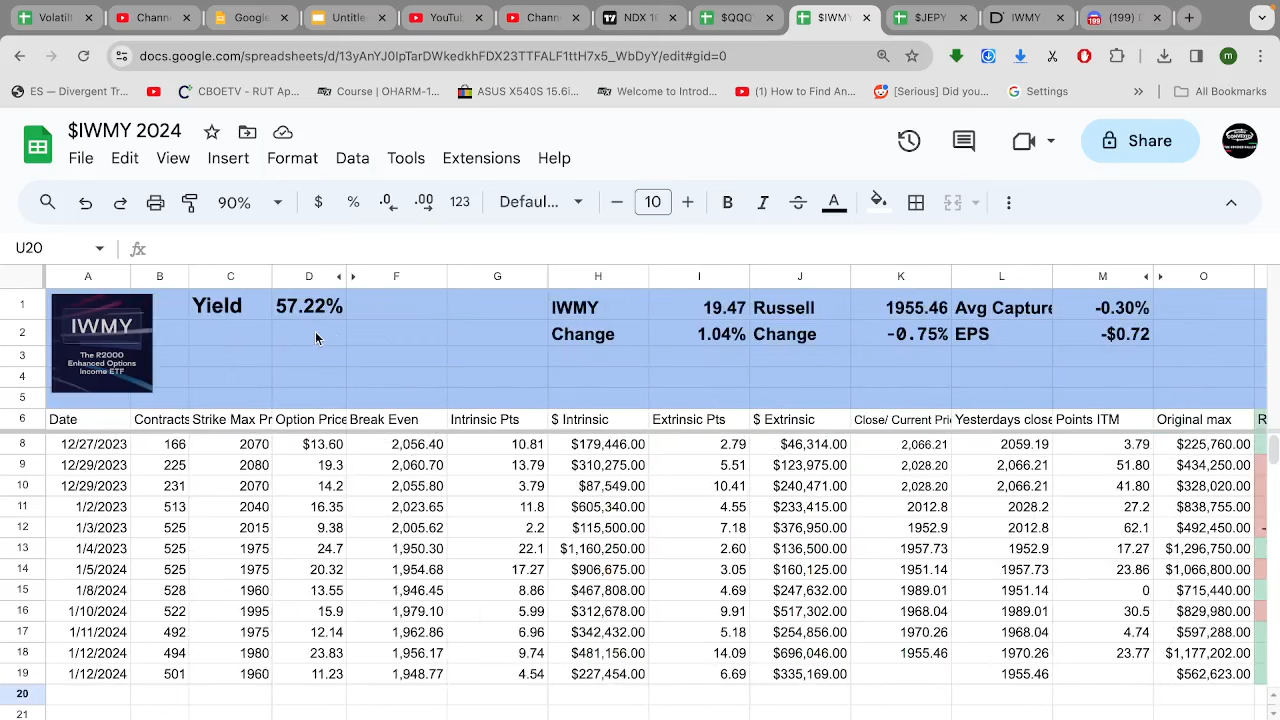 Volatil Chann Google Untitle YouTu Chann NDX 1 $QQQ $IWMY $JEPY IWMY (199)
docs.google.com/spreadsheets/d/13yAnYJ0IpTarDWkedkhFDX23TTFALF1ttH7x5_WbDyY/edit#gid=0
ES — Divergent Tr... CBOETV – RUT Ap... Course | OHARM-1... ASUS X540S 15.6i... Welcome to Introd... (1) How to Find An... [Serious] Did you... Settings All Bookmarks
$IWMY 2024
File Edit View Insert Format Data Tools Extensions Help
Share
90% $ % .0 .00 123 Defaul... 10 B I S A
U20 fx
A B C D F G H I J K L M O
1 Yield 57.22% IWMY 19.47 Russell 1955.46 Avg Capture -0.30%
2 Change 1.04% Change -0.75% EPS -$0.72
3
4
5
IWMY
The R2000
Enhanced Options
Income ETF
6 Date Contracts Strike Max Pr Option Price Break Even Intrinsic Pts $ Intrinsic Extrinsic Pts $ Extrinsic Close/ Current Pri Yesterdays close Points ITM Original max R
8 12/27/2023 166 2070 $13.60 2,056.40 10.81 $179,446.00 2.79 $46,314.00 2,066.21 2059.19 3.79 $225,760.00
9 12/29/2023 225 2080 19.3 2,060.70 13.79 $310,275.00 5.51 $123,975.00 2,028.20 2,066.21 51.80 $434,250.00
10 12/29/2023 231 2070 14.2 2,055.80 3.79 $87,549.00 10.41 $240,471.00 2,028.20 2,066.21 41.80 $328,020.00
11 1/2/2023 513 2040 16.35 2,023.65 11.8 $605,340.00 4.55 $233,415.00 2012.8 2028.2 27.2 $838,755.00
12 1/3/2023 525 2015 9.38 2,005.62 2.2 $115,500.00 7.18 $376,950.00 1952.9 2012.8 62.1 $492,450.00 -
13 1/4/2023 525 1975 24.7 1,950.30 22.1 $1,160,250.00 2.60 $136,500.00 1957.73 1952.9 17.27 $1,296,750.00
14 1/5/2024 525 1975 20.32 1,954.68 17.27 $906,675.00 3.05 $160,125.00 1951.14 1957.73 23.86 $1,066,800.00
15 1/8/2024 528 1960 13.55 1,946.45 8.86 $467,808.00 4.69 $247,632.00 1989.01 1951.14 0 $715,440.00
16 1/10/2024 522 1995 15.9 1,979.10 5.99 $312,678.00 9.91 $517,302.00 1968.04 1989.01 30.5 $829,980.00
17 1/11/2024 492 1975 12.14 1,962.86 6.96 $342,432.00 5.18 $254,856.00 1970.26 1968.04 4.74 $597,288.00
18 1/12/2024 494 1980 23.83 1,956.17 9.74 $481,156.00 14.09 $696,046.00 1955.46 1970.26 23.77 $1,177,202.00
19 1/12/2024 501 1960 11.23 1,948.77 4.54 $227,454.00 6.69 $335,169.00 1955.46 $562,623.00
20
21